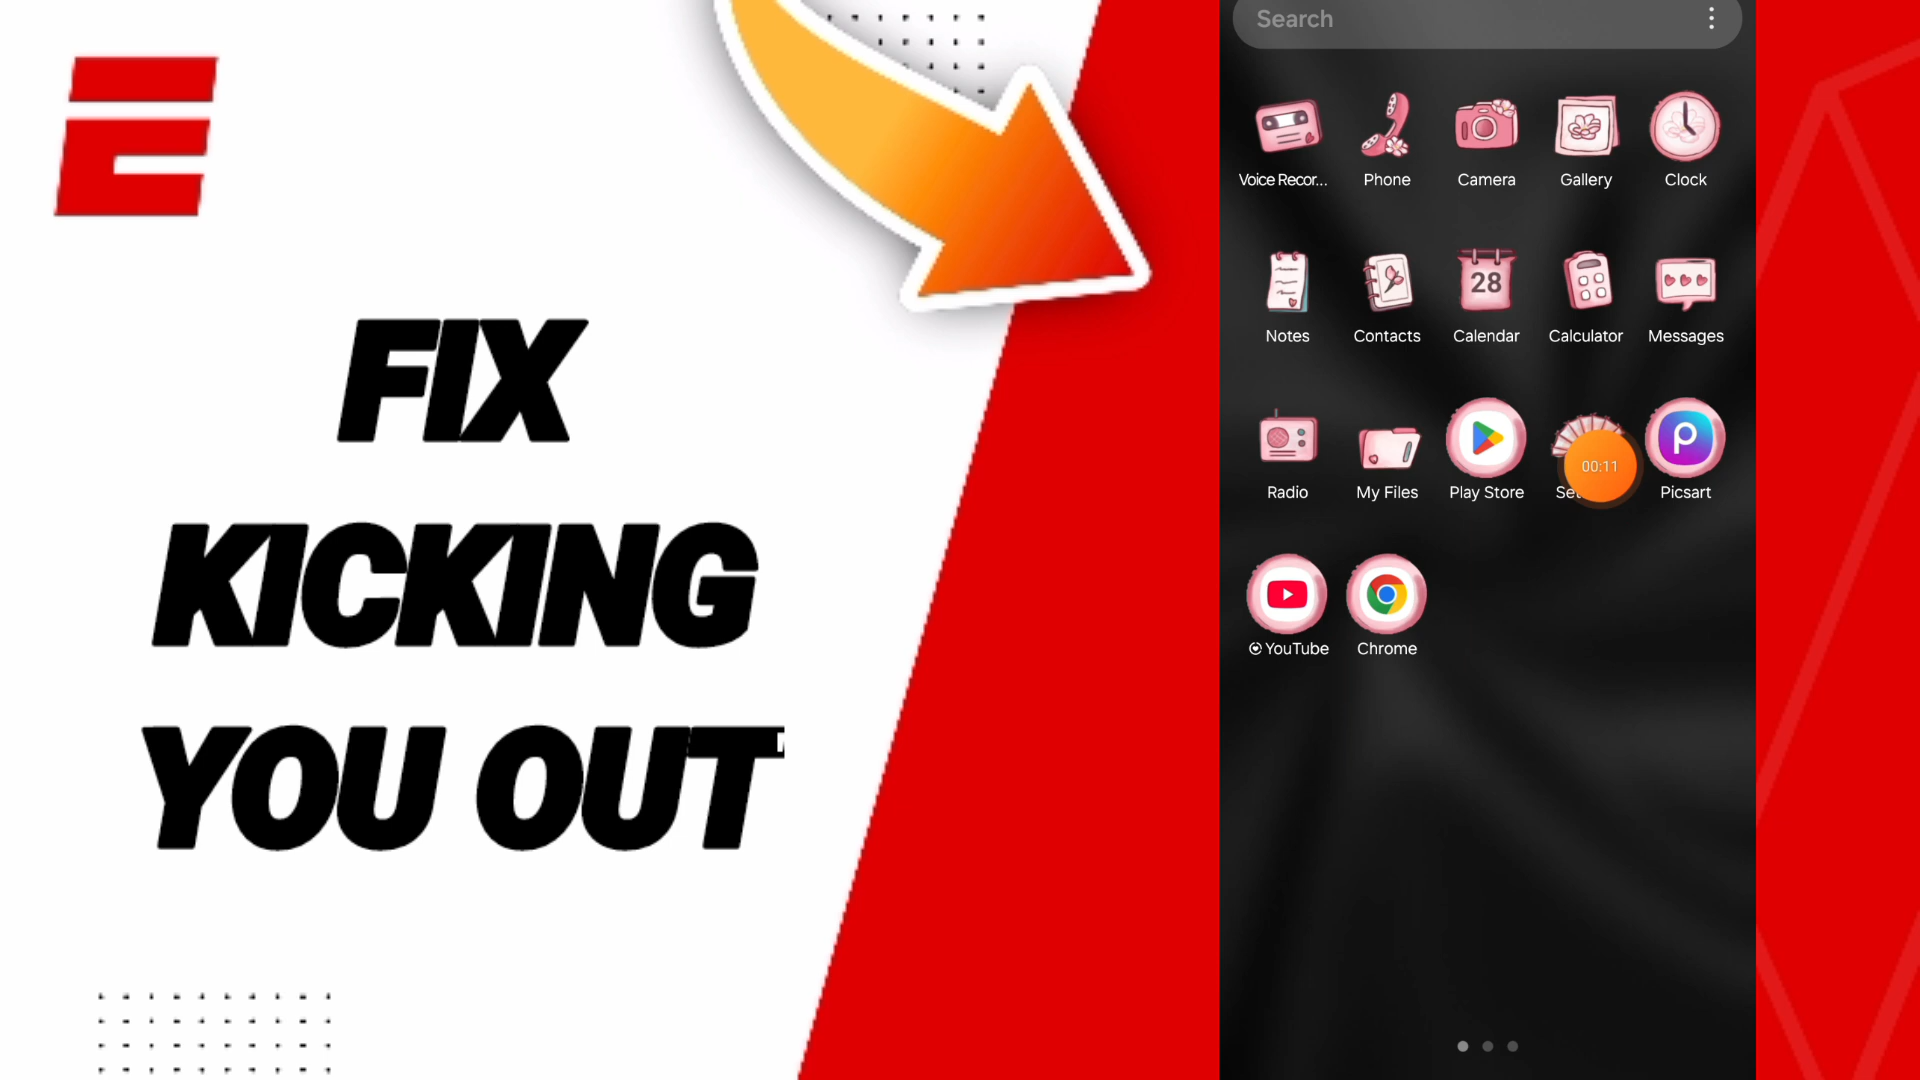 FIX
KICKING
YOU OUT
Search
Voice Recor... Phone Camera Gallery Clock
28
Notes Contacts Calendar Calculator Messages
00:11
Radio My Files Play Store Se Picsart
YouTube Chrome